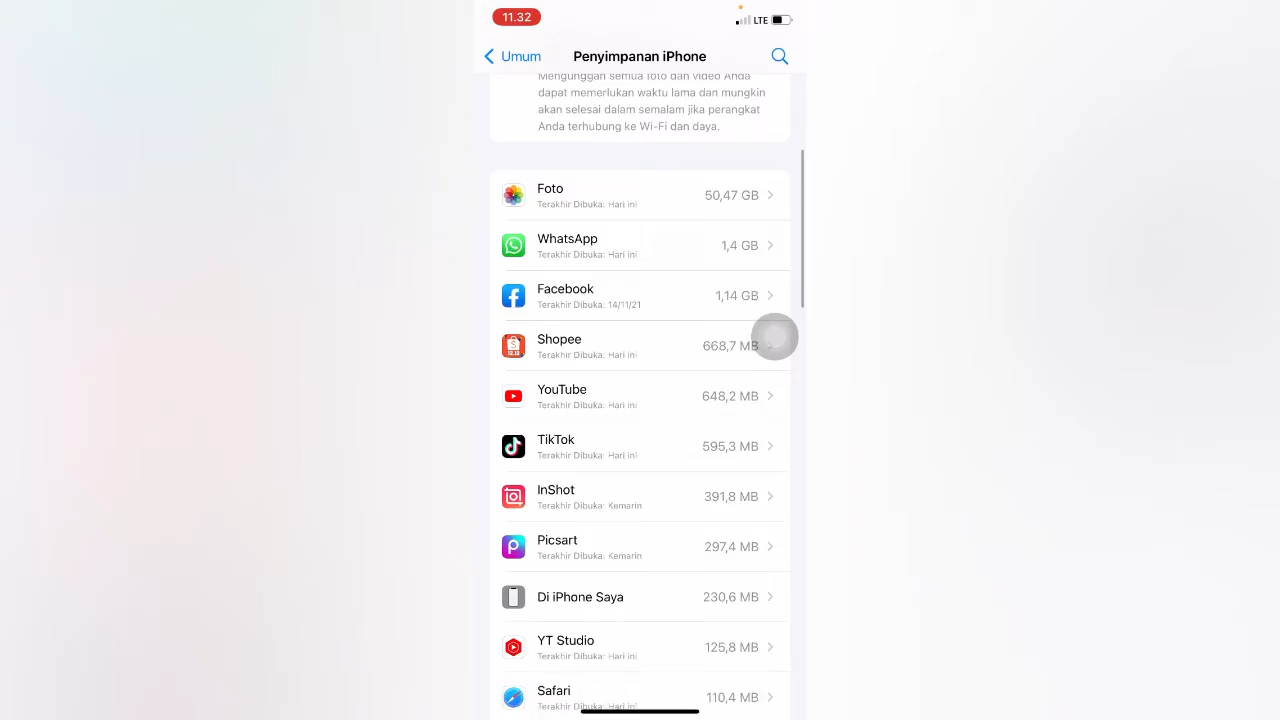 11.32
LTE
Umum
Penyimpanan iPhone
Mengunggah semua foto dan video Anda
dapat memerlukan waktu lama dan mungkin
akan selesai dalam semalam jika perangkat
Anda terhubung ke Wi-Fi dan daya.
Foto
50,47 GB
Terakhir Dibuka: Hari ini
WhatsApp
1,4 GB
Terakhir Dibuka: Hari ini
Facebook
1,14 GB
Terakhir Dibuka: 14/11/21
Shopee
668,7 MB
Terakhir Dibuka: Hari ini
YouTube
648,2 MB
Terakhir Dibuka: Hari ini
TikTok
595,3 MB
Terakhir Dibuka: Hari ini
InShot
391,8 MB
Terakhir Dibuka: Kemarin
Picsart
297,4 MB
Terakhir Dibuka: Kemarin
Di iPhone Saya
230,6 MB
YT Studio
125,8 MB
Terakhir Dibuka: Hari ini
Safari
110,4 MB
Terakhir Dibuka: Hari ini